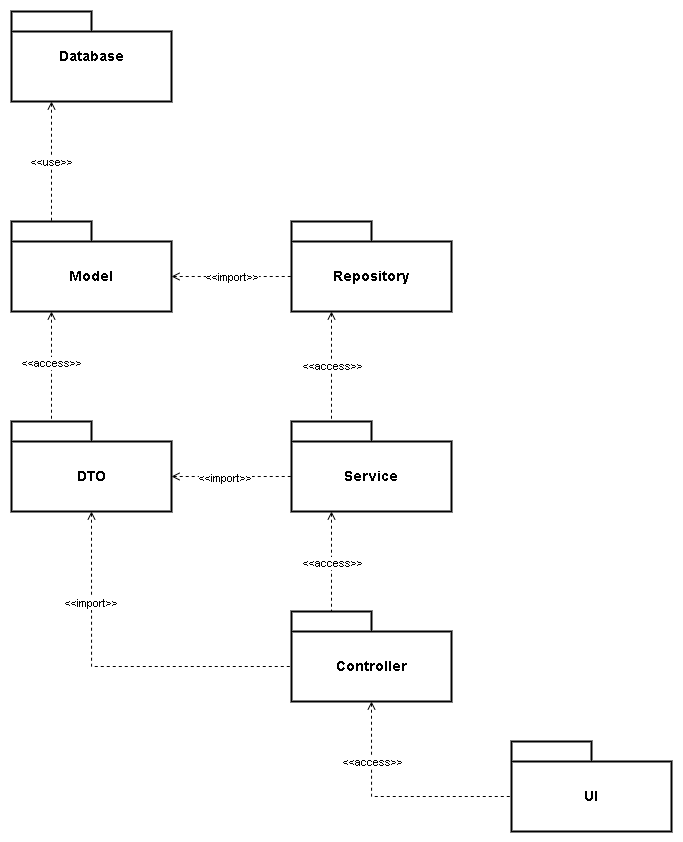 Database
<<use>>
Model
<<import>>
Repository
<<access>>
<<access>>
DTO
<<import>>
Service
<<access>>
<<import>>
Controller
<<access>>
UI